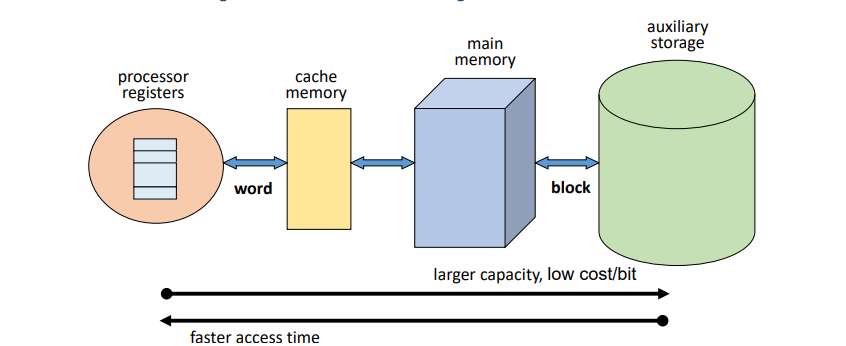 processor
registers
cache
memory
main
memory
auxiliary
storage
word
block
larger capacity, low cost/bit
faster access time